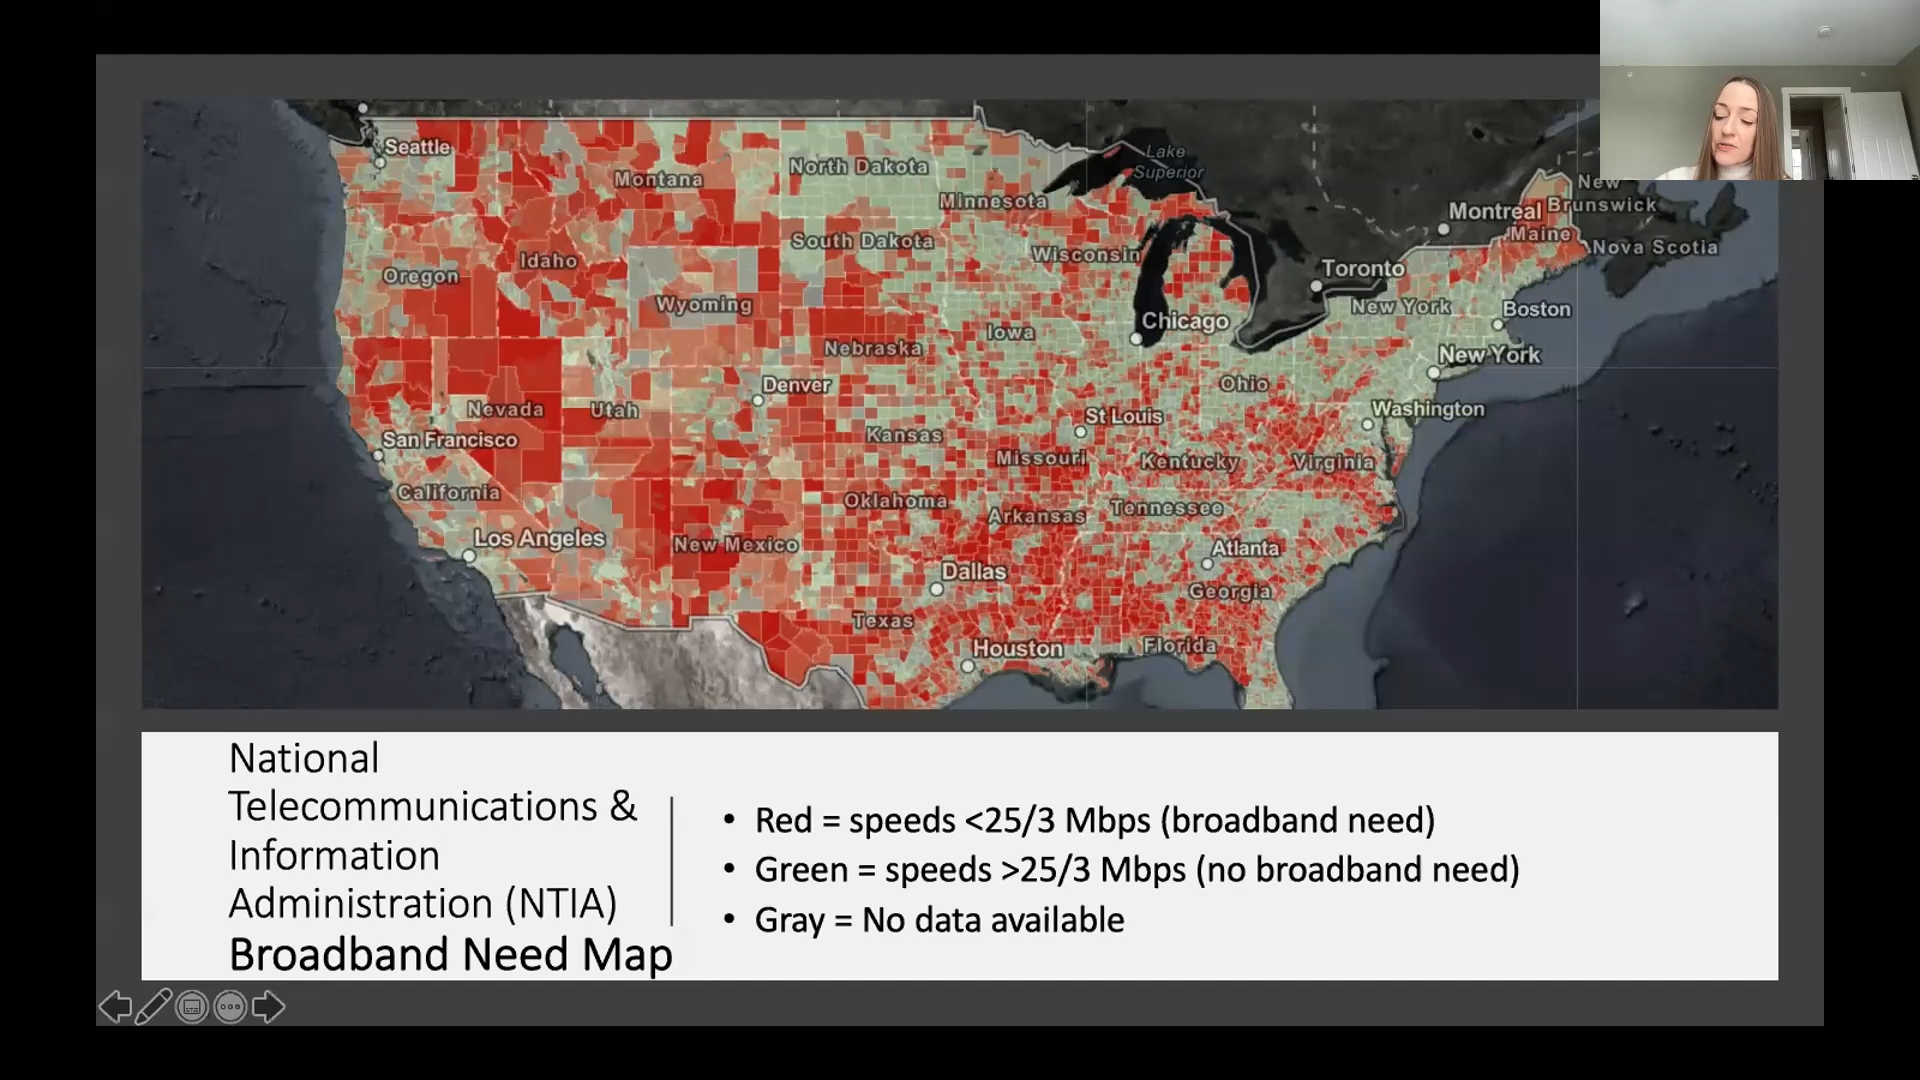 Seattle
Montana
North Dakota
Minnesota
Lake
Superior
New
Brunswick
Montreal
Maine
Nova Scotia
Oregon
Idaho
South Dakota
Wisconsin
Toronto
Wyoming
New York
Boston
Chicago
Iowa
Nebraska
New York
Denver
Ohio
Nevada
Utah
St Louis
Washington
San Francisco
Kansas
Missouri
Kentucky
Virginia
California
Oklahoma
Arkansas
Tennessee
Los Angeles
New Mexico
Atlanta
Dallas
Georgia
Texas
Houston
Florida
National
Telecommunications &
Information
Administration (NTIA)
Broadband Need Map
• Red = speeds <25/3 Mbps (broadband need)
• Green = speeds >25/3 Mbps (no broadband need)
• Gray = No data available